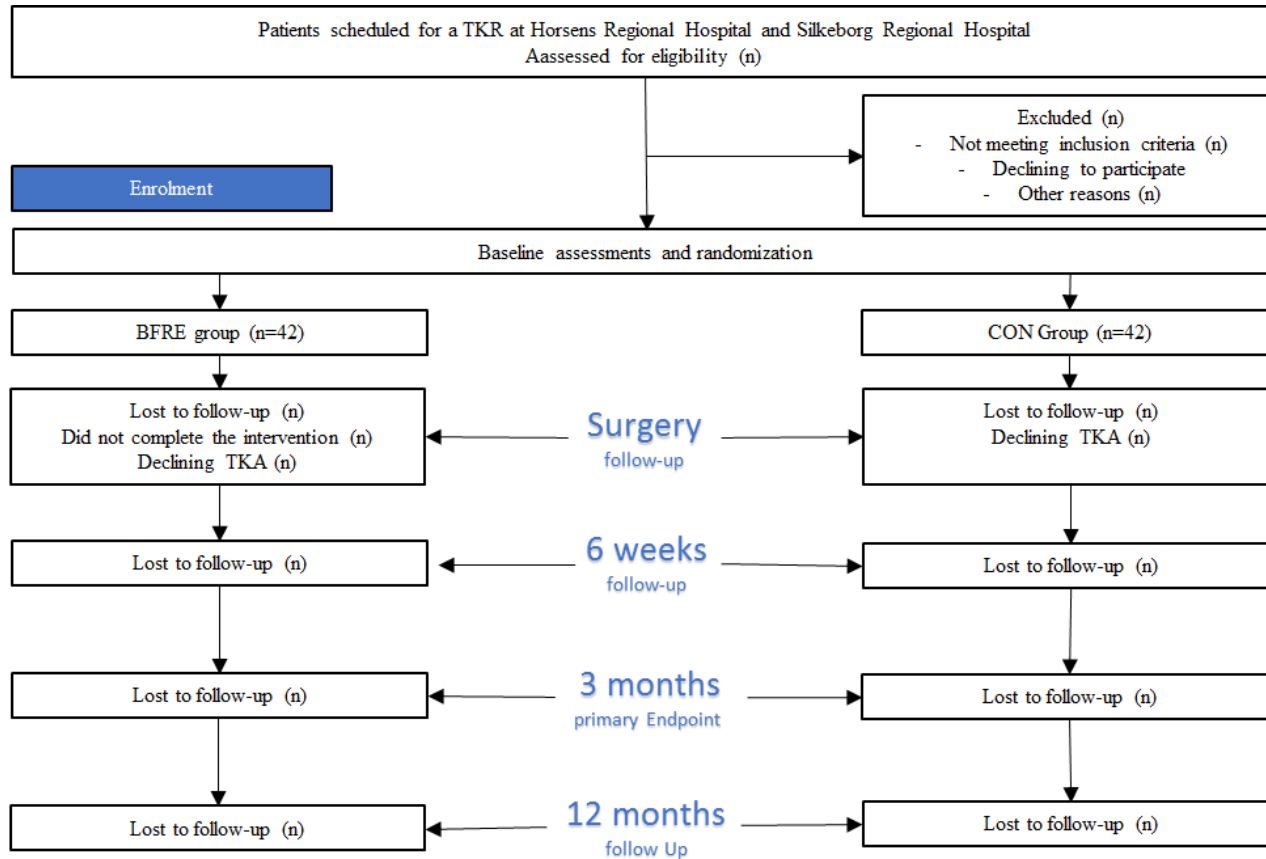 Patients scheduled for a TKR at Horsens Regional Hospital and Silkeborg Regional Hospital
Aassessed for eligibility (n)
Excluded (n)
- Not meeting inclusion criteria (n)
- Declining to participate
- Other reasons (n)
Enrolment
Baseline assessments and randomization
BFRE group (n=42)
CON Group (n=42)
Lost to follow-up (n)
Did not complete the intervention (n)
Declining TKA (n)
Surgery
follow-up
Lost to follow-up (n)
Declining TKA (n)
Lost to follow-up (n)
6 weeks
follow-up
Lost to follow-up (n)
Lost to follow-up (n)
3 months
primary Endpoint
Lost to follow-up (n)
Lost to follow-up (n)
12 months
follow Up
Lost to follow-up (n)